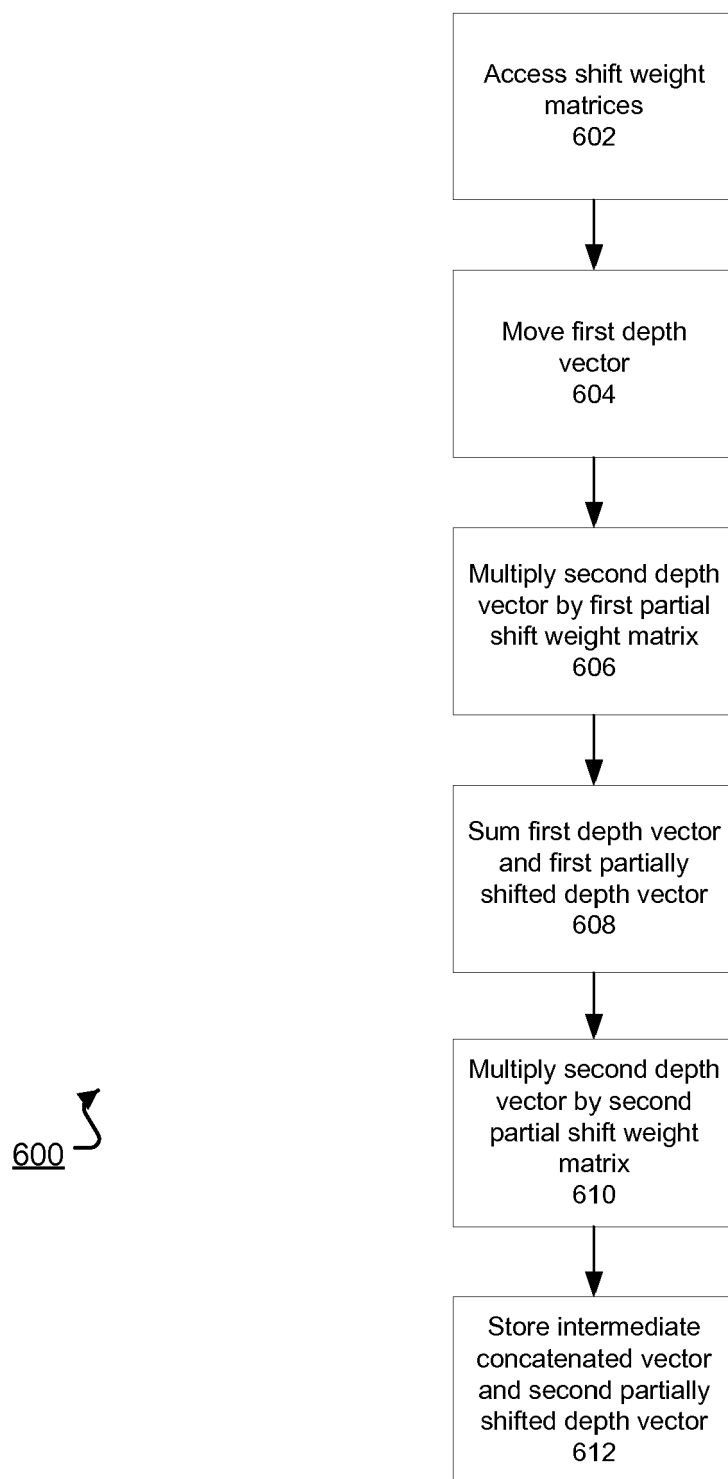 Access shift weight
matrices
602
Move first depth
vector
604
Multiply second depth
vector by first partial
shift weight matrix
606
Sum first depth vector
and first partially
shifted depth vector
608
Multiply second depth
vector by second
partial shift weight
matrix
610
600
Store intermediate
concatenated vector
and second partially
shifted depth vector
612